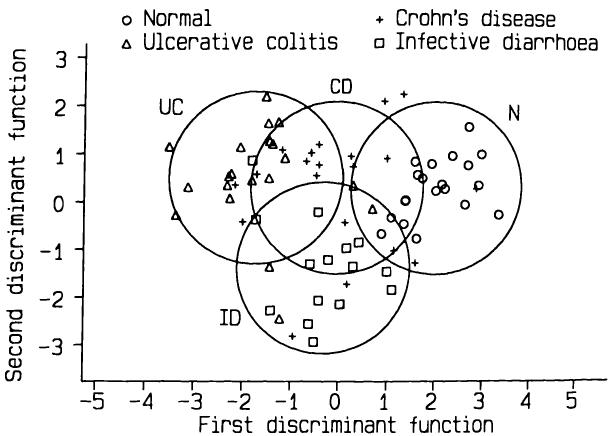 Normal
Crohn's disease
Ulcerative colitis
Infective diarrhoea
Second discriminant function
3
2
1
0
-1
-2
-3
UC
CD
N
ID
-5 -4 -3 -2 -1 0 1 2 3 4 5
First discriminant function